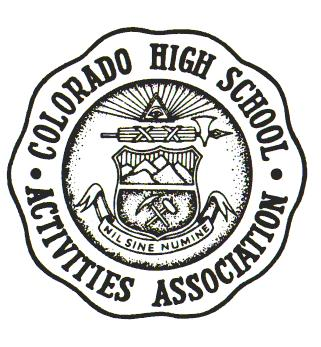 • COLORADO HIGH SCHOOL •
ACTIVITIES ASSOCIATION
NIL SINE NUMINE